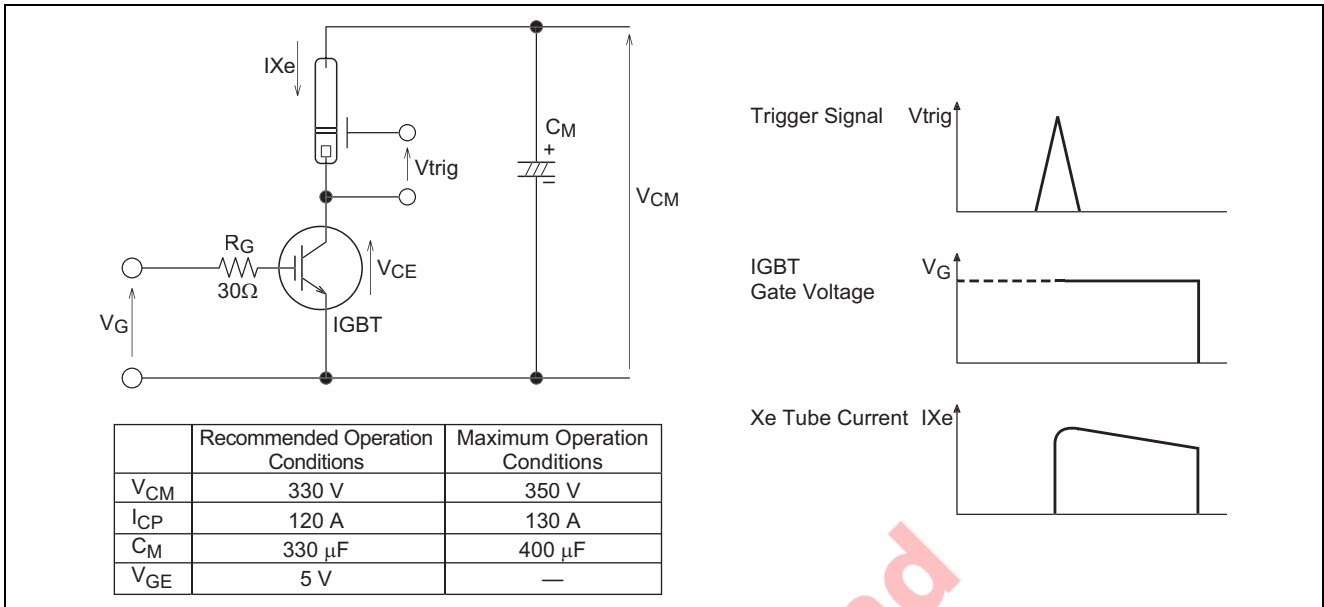 IXe
Vtrig
CM
+
–
VCM
RG
30Ω
VCE
VG
IGBT
Trigger Signal Vtrig
IGBT
Gate Voltage
VG
Xe Tube Current IXe
Recommended Operation Conditions Maximum Operation Conditions
VCM 330 V 350 V
ICP 120 A 130 A
CM 330 μF 400 μF
VGE 5 V —